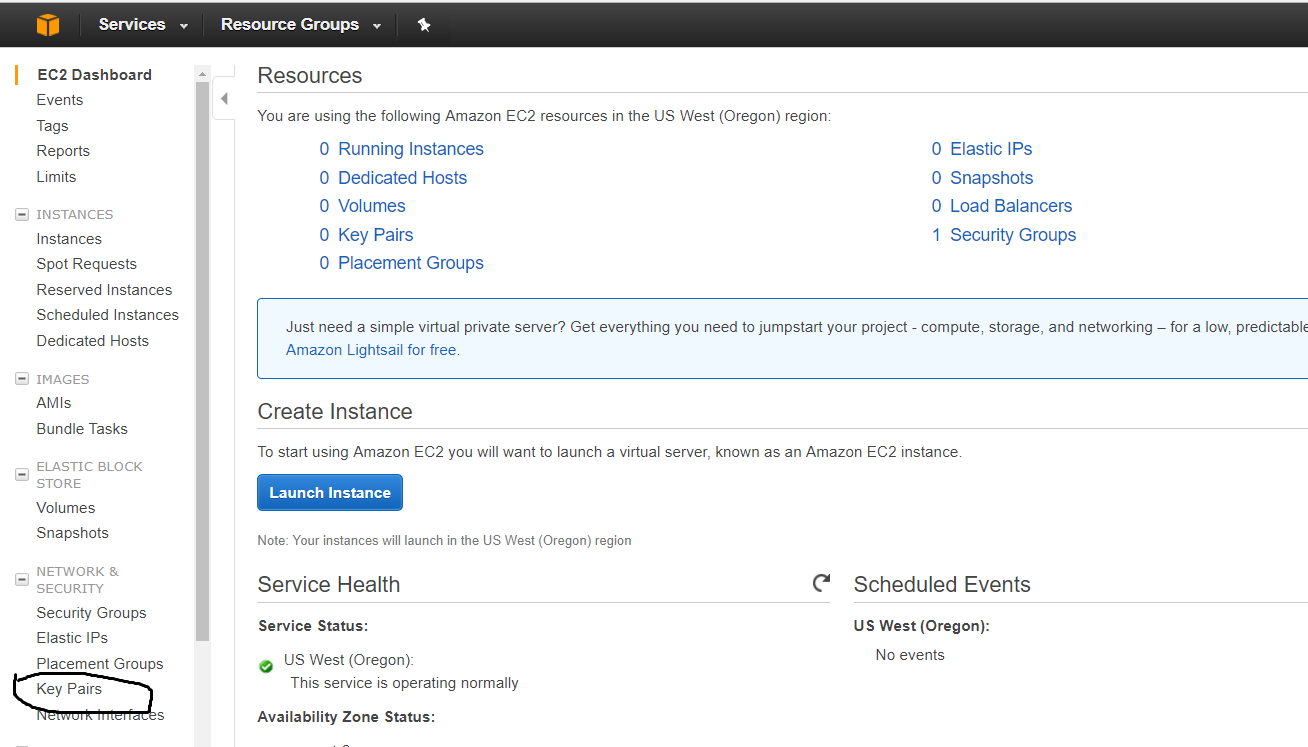 Services
Resource Groups
EC2 Dashboard
Events
Tags
Reports
Limits
INSTANCES
Instances
Spot Requests
Reserved Instances
Scheduled Instances
Dedicated Hosts
IMAGES
AMIs
Bundle Tasks
ELASTIC BLOCK
STORE
Volumes
Snapshots
NETWORK &
SECURITY
Security Groups
Elastic IPs
Placement Groups
Key Pairs
Network Interfaces
Resources
You are using the following Amazon EC2 resources in the US West (Oregon) region:
0 Running Instances
0 Dedicated Hosts
0 Volumes
0 Key Pairs
0 Placement Groups
0 Elastic IPs
0 Snapshots
0 Load Balancers
1 Security Groups
Just need a simple virtual private server? Get everything you need to jumpstart your project - compute, storage, and networking – for a low, predictable
Amazon Lightsail for free.
Create Instance
To start using Amazon EC2 you will want to launch a virtual server, known as an Amazon EC2 instance.
Launch Instance
Note: Your instances will launch in the US West (Oregon) region
Service Health
Service Status:
US West (Oregon):
This service is operating normally
Availability Zone Status:
Scheduled Events
US West (Oregon):
No events